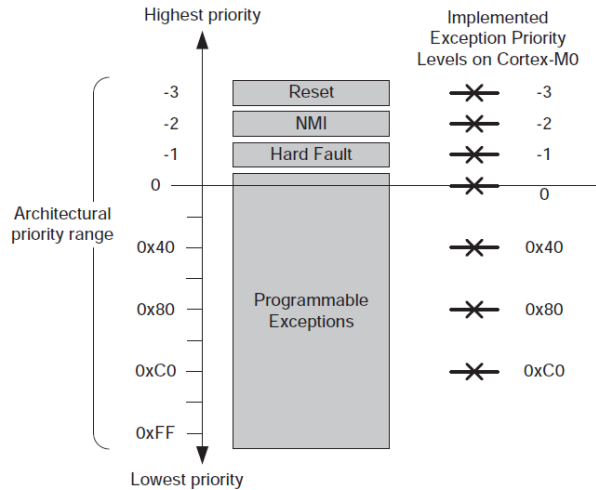 Highest priority
Implemented
Exception Priority
Levels on Cortex-M0
-3
Reset
-3
-2
NMI
-2
-1
Hard Fault
-1
0
0
Architectural
priority range
0x40
0x40
0x80
Programmable
Exceptions
0x80
0xC0
0xC0
0xFF
Lowest priority